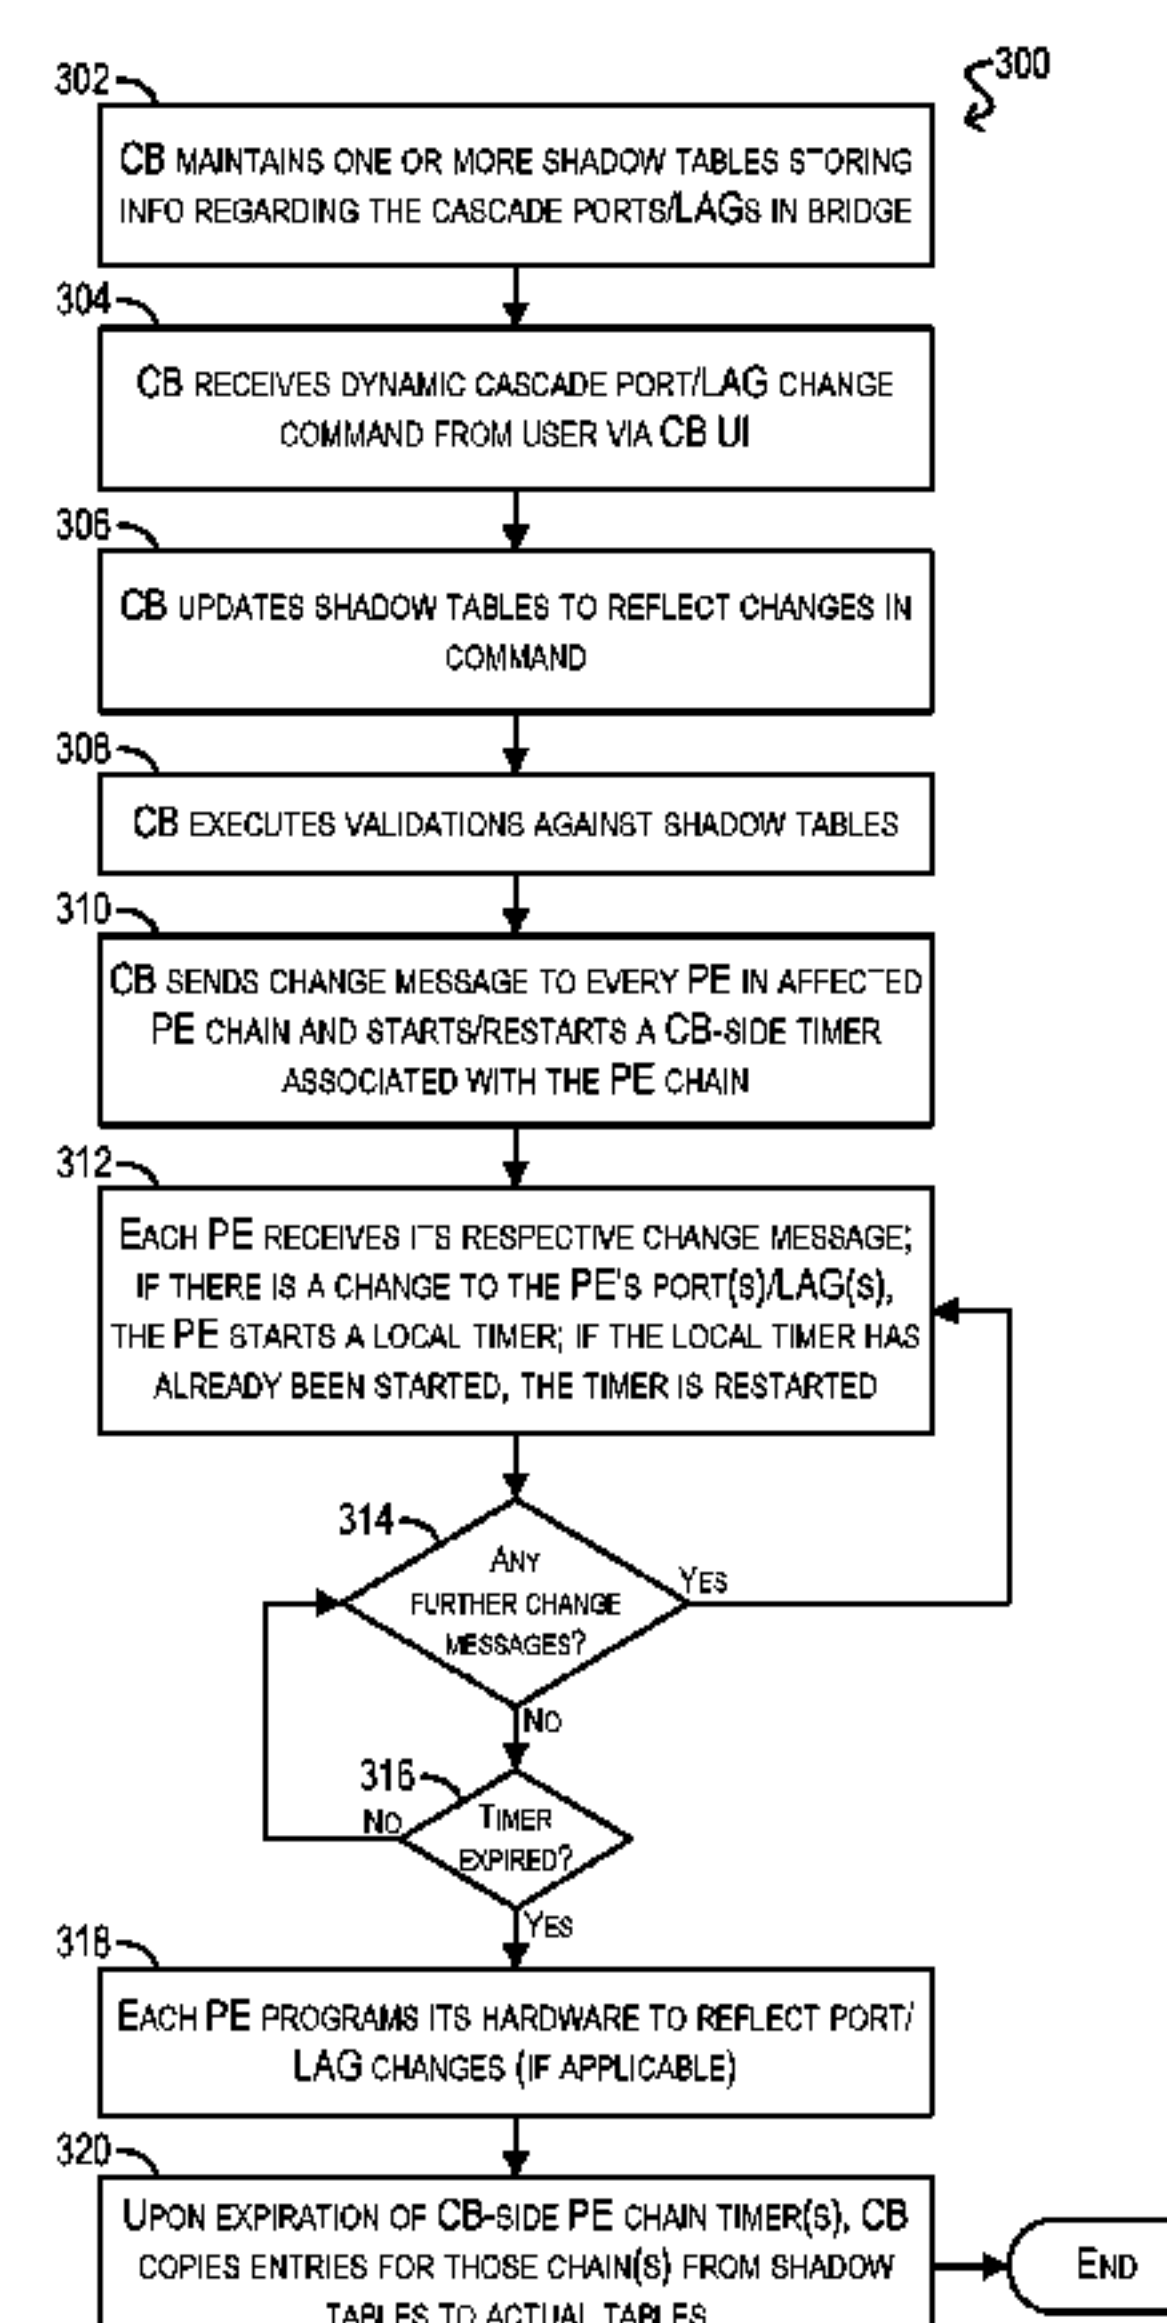 300
302
CB MAINTAINS ONE OR MORE SHADOW TABLES STORING
INFO REGARDING THE CASCADE PORTS/LAGS IN BRIDGE
304
CB RECEIVES DYNAMIC CASCADE PORT/LAG CHANGE
COMMAND FROM USER VIA CB UI
306
CB UPDATES SHADOW TABLES TO REFLECT CHANGES IN
COMMAND
308
CB EXECUTES VALIDATIONS AGAINST SHADOW TABLES
310
CB SENDS CHANGE MESSAGE TO EVERY PE IN AFFECTED
PE CHAIN AND STARTS/RESTARTS A CB-SIDE TIMER
ASSOCIATED WITH THE PE CHAIN
312
EACH PE RECEIVES ITS RESPECTIVE CHANGE MESSAGE;
IF THERE IS A CHANGE TO THE PE'S PORT(S)/LAG(S),
THE PE STARTS A LOCAL TIMER; IF THE LOCAL TIMER HAS
ALREADY BEEN STARTED, THE TIMER IS RESTARTED
314
ANY
FURTHER CHANGE
MESSAGES?
YES
NO
316
TIMER
EXPIRED?
NO
YES
318
EACH PE PROGRAMS ITS HARDWARE TO REFLECT PORT/
LAG CHANGES (IF APPLICABLE)
320
UPON EXPIRATION OF CB-SIDE PE CHAIN TIMER(S), CB
COPIES ENTRIES FOR THOSE CHAIN(S) FROM SHADOW
TABLES TO ACTUAL TABLES
END